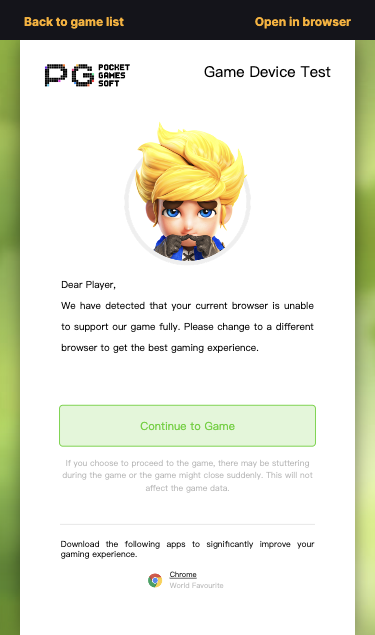 Back to game list
Open in browser
PG POCKET GAMES SOFT
Game Device Test
Dear Player,
We have detected that your current browser is unable
to support our game fully. Please change to a different
browser to get the best gaming experience.
Continue to Game
If you choose to proceed to the game, there may be stuttering
during the game or the game might close suddenly. This will not
affect the game data.
Download the following apps to significantly improve your
gaming experience.
Chrome
World Favourite